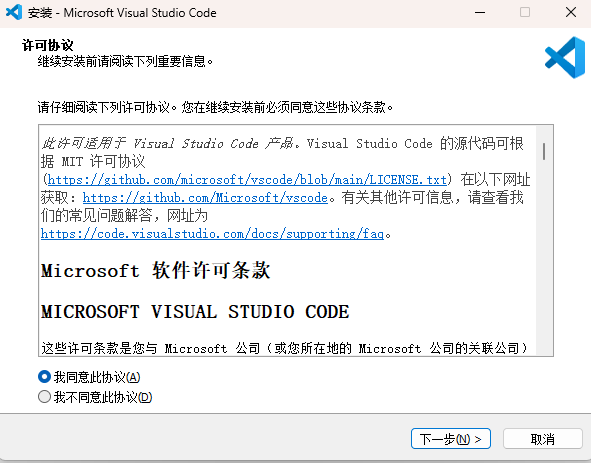 安装 - Microsoft Visual Studio Code
许可协议
继续安装前请阅读下列重要信息。
请仔细阅读下列许可协议。您在继续安装前必须同意这些协议条款。
此许可适用于 Visual Studio Code 产品。Visual Studio Code 的源代码可根
据 MIT 许可协议
(https://github.com/microsoft/vscode/blob/main/LICENSE.txt) 在以下网址
获取：https://github.com/Microsoft/vscode。有关其他许可信息，请查看我
们的常见问题解答，网址为
https://code.visualstudio.com/docs/supporting/faq。
Microsoft 软件许可条款
MICROSOFT VISUAL STUDIO CODE
这些许可条款是您与 Microsoft 公司（或您所在地的 Microsoft 公司的关联公司）
我同意此协议(A)
我不同意此协议(D)
下一步(N) >
取消